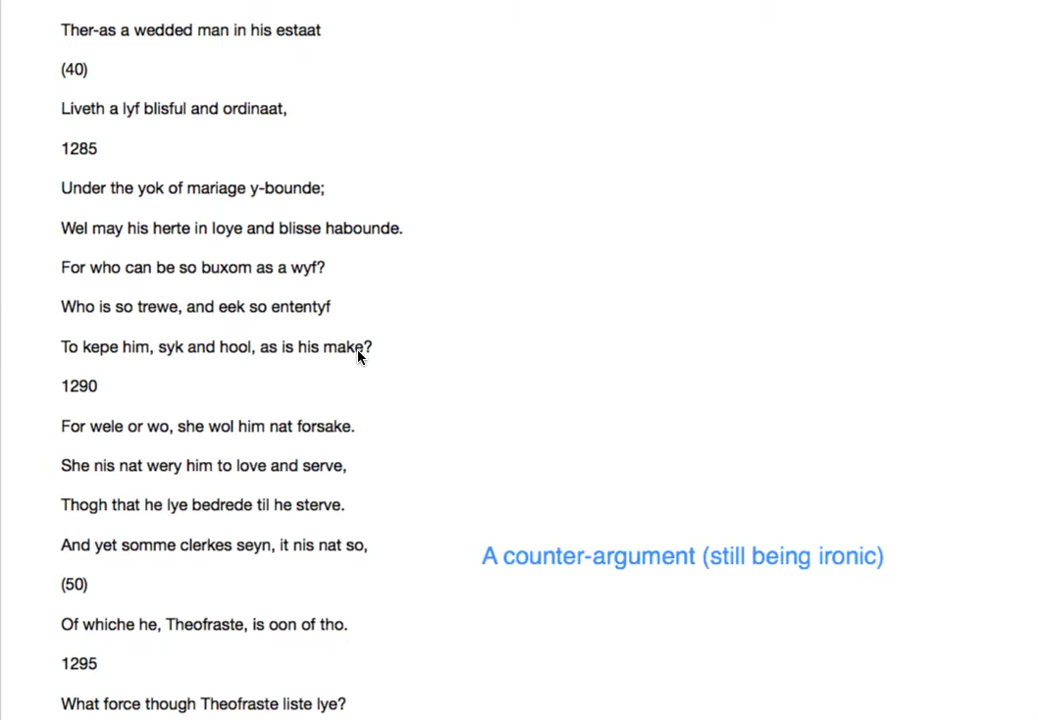 Ther-as a wedded man in his estaat
(40)
Liveth a lyf blisful and ordinaat,
1285
Under the yok of mariage y-bounde;
Wel may his herte in Ioye and blisse habounde.
For who can be so buxom as a wyf?
Who is so trewe, and eek so ententyf
To kepe him, syk and hool, as is his make?
1290
For wele or wo, she wol him nat forsake.
She nis nat wery him to love and serve,
Thogh that he lye bedrede til he sterve.
And yet somme clerkes seyn, it nis nat so,
A counter-argument (still being ironic)
(50)
Of whiche he, Theofraste, is oon of tho.
1295
What force though Theofraste liste lye?